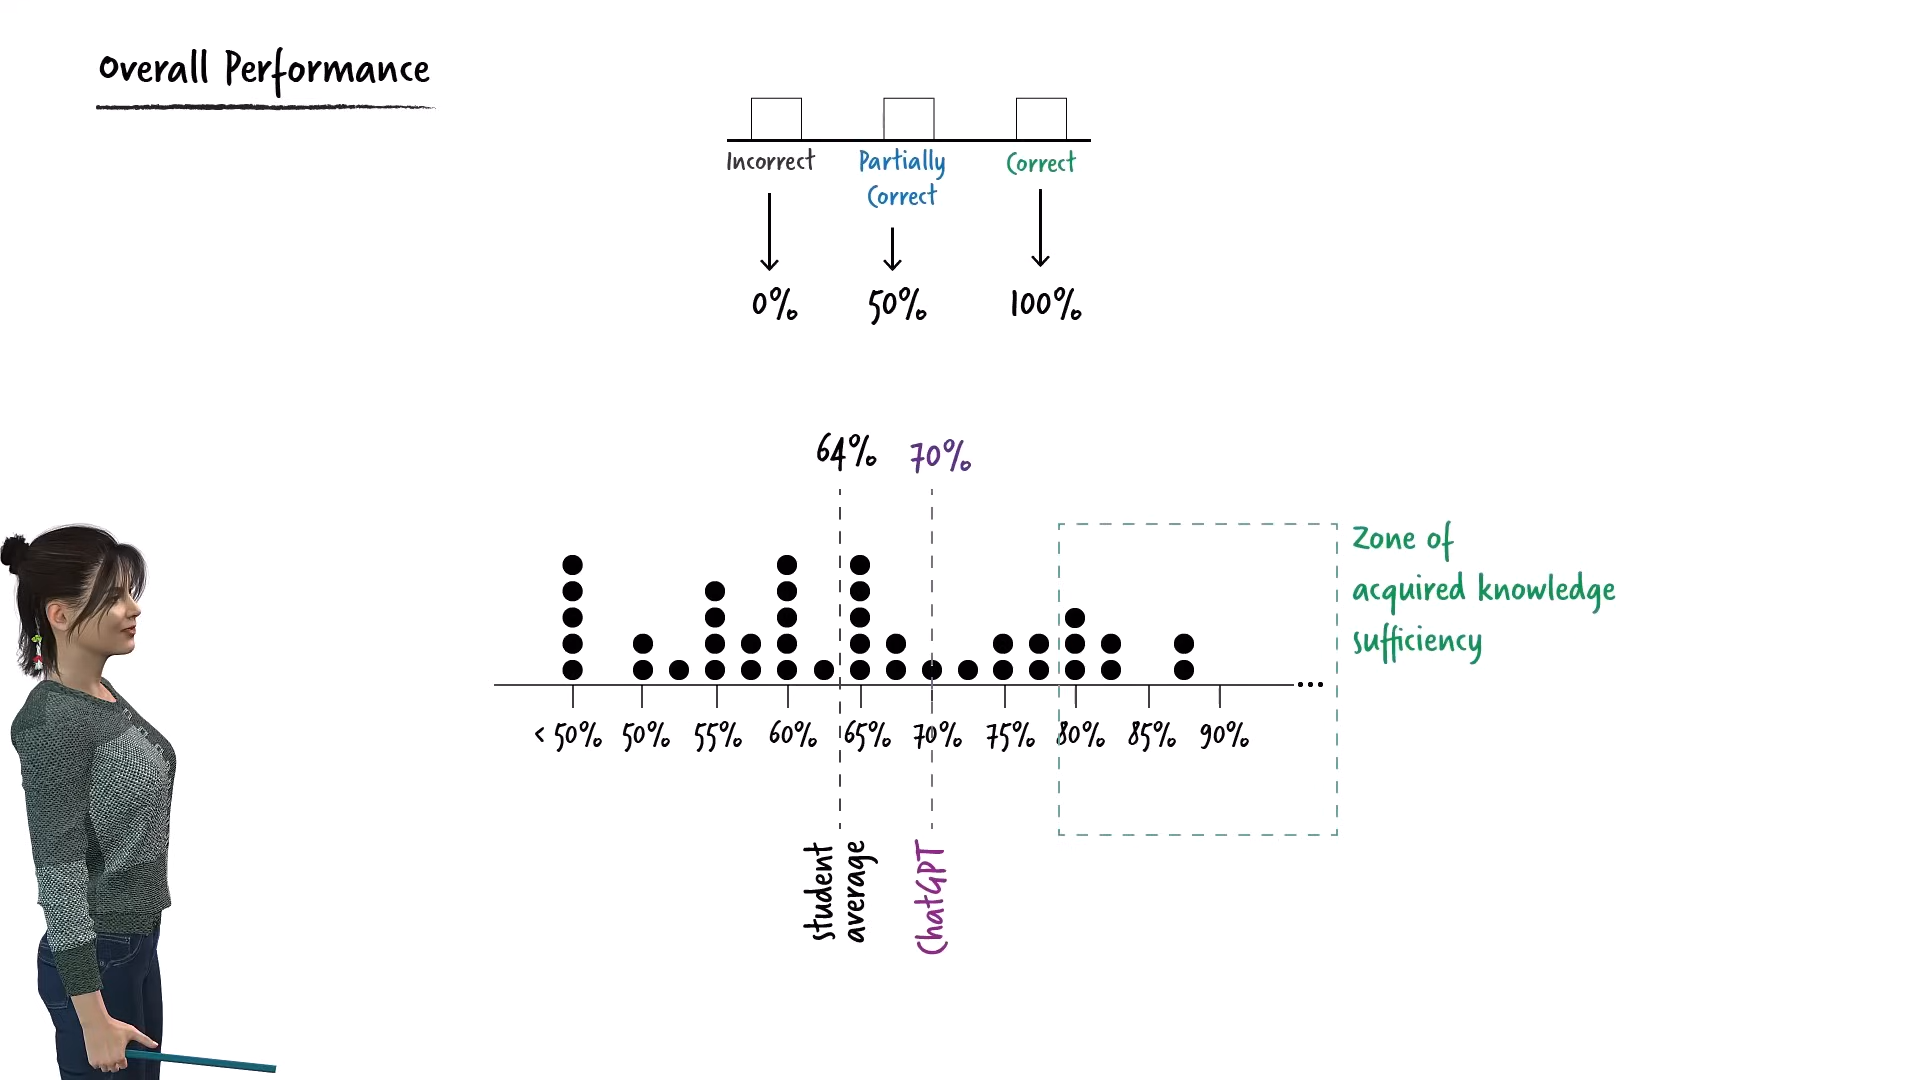 Overall Performance
Incorrect
Partially
Correct
Correct
0%
50%
100%
64%
70%
Zone of
acquired knowledge
sufficiency
< 50%
50%
55%
60%
65%
70%
75%
80%
85%
90%
student
average
ChatGPT